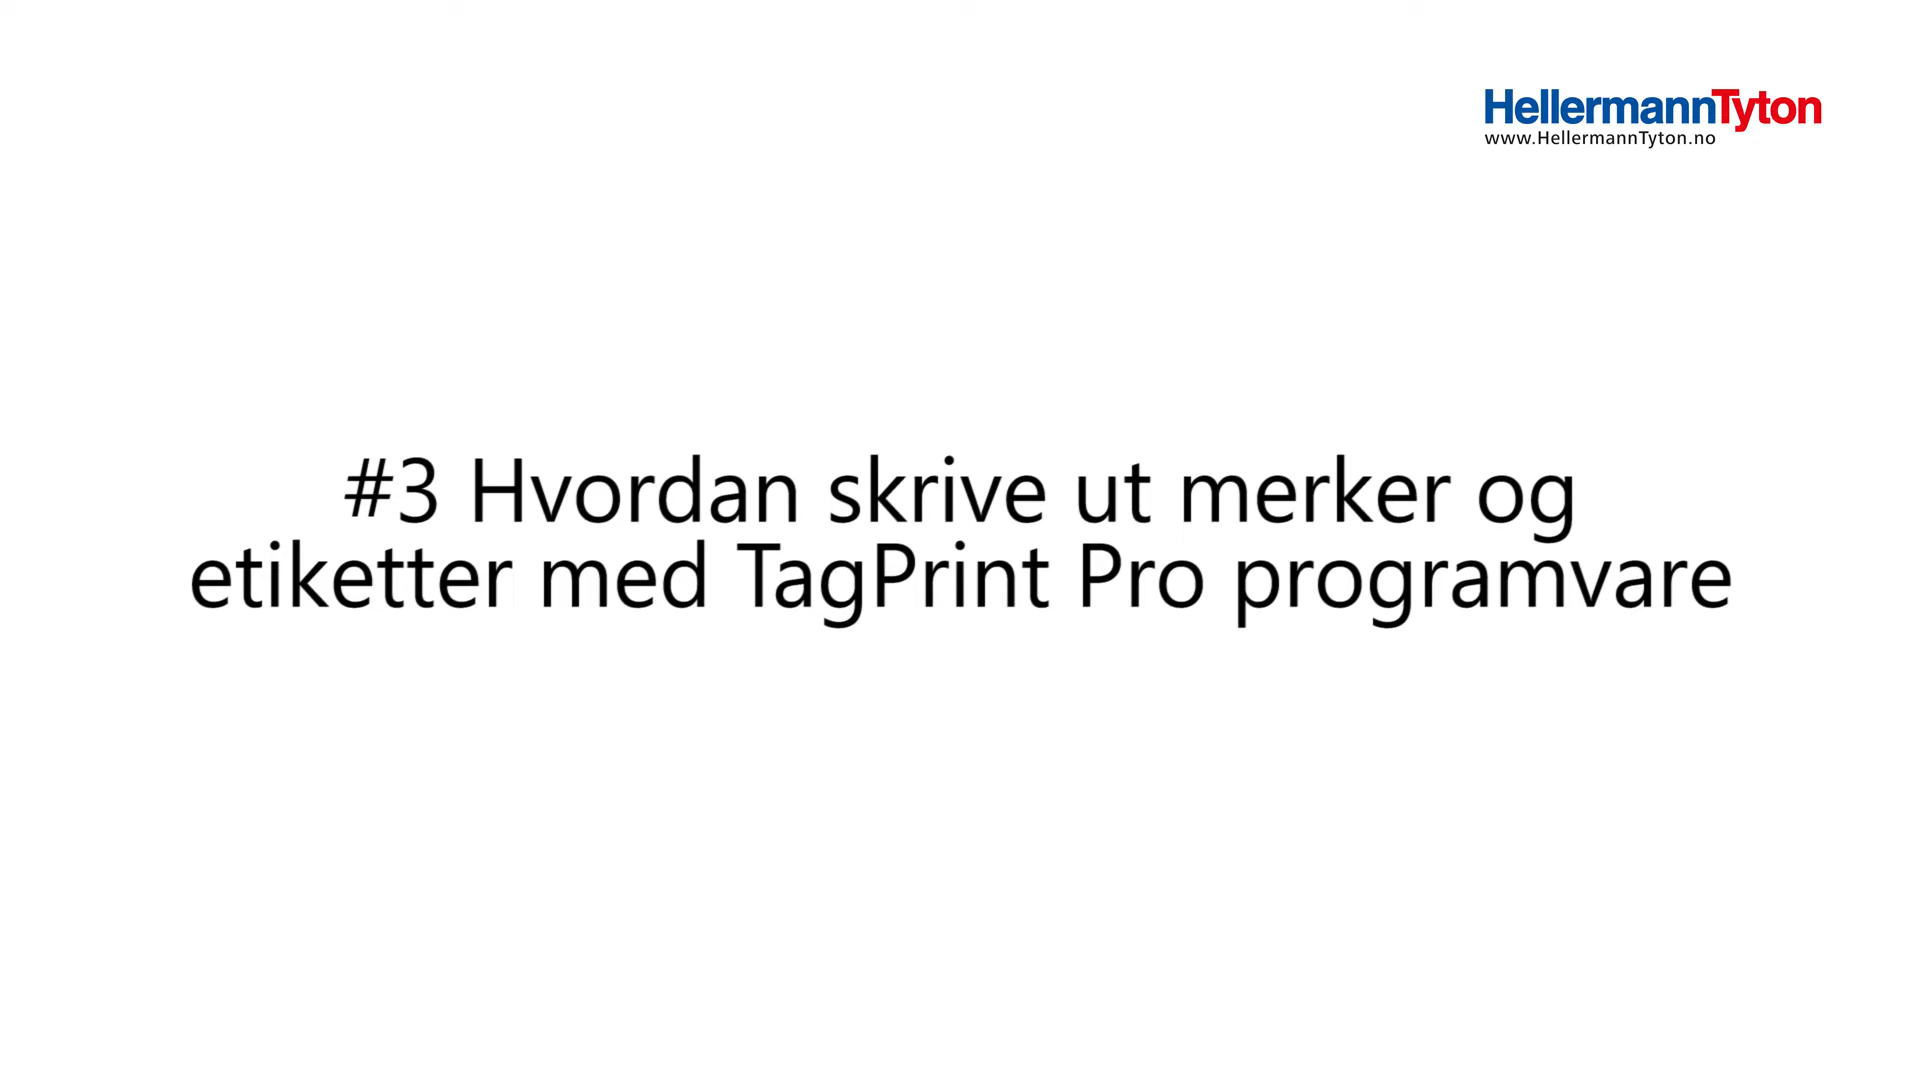 HellermannTyton
www.HellermannTyton.no
#3 Hvordan skrive ut merker og
etiketter med TagPrint Pro programvare